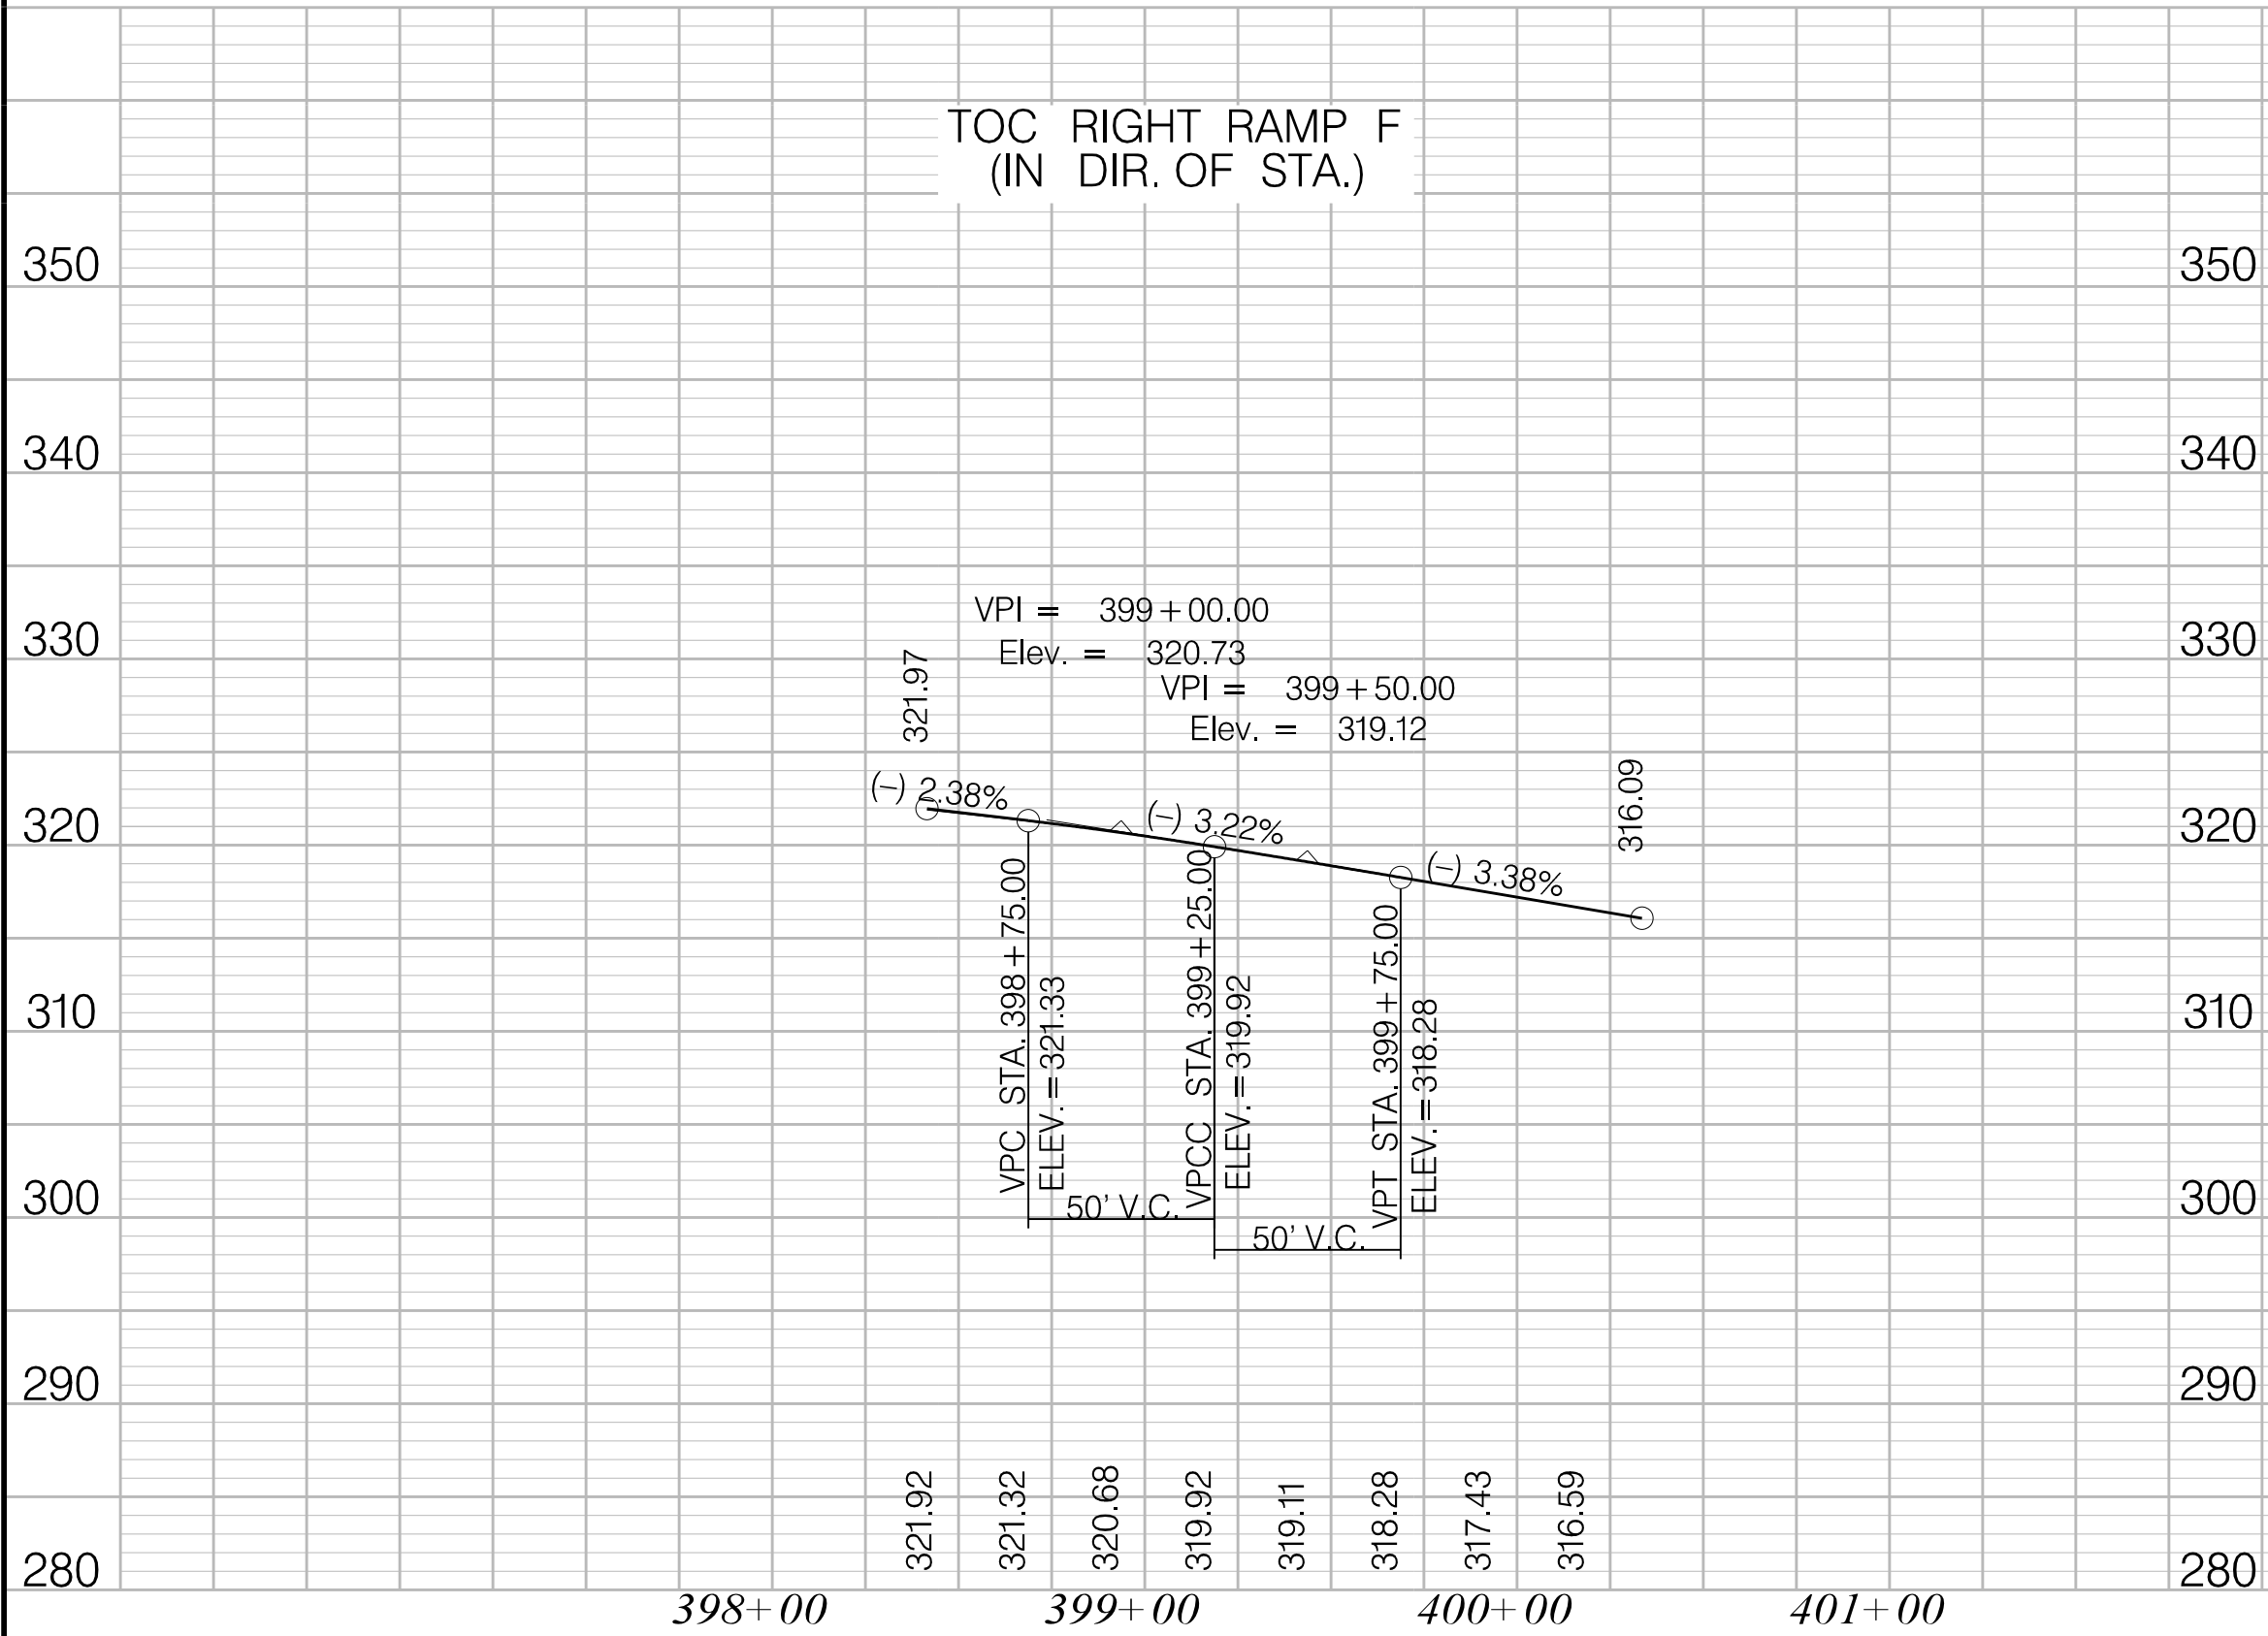 TOC RIGHT RAMP F
(IN DIR. OF STA.)
350 350
340 340
330 330
320 320
310 310
300 300
290 290
280 280
VPI = 399+00.00
Elev. = 320.73
VPI = 399+50.00
Elev. = 319.12
321.97
316.09
(-) 2.38%
(-) 3.22%
(-) 3.38%
VPC STA. 398+75.00
ELEV. = 321.33
VPCC STA. 399+25.00
ELEV. = 319.92
VPT STA. 399+75.00
ELEV. = 318.28
50' V.C.
50' V.C.
321.92 321.32 320.68 319.92 319.11 318.28 317.43 316.59
398+00 399+00 400+00 401+00